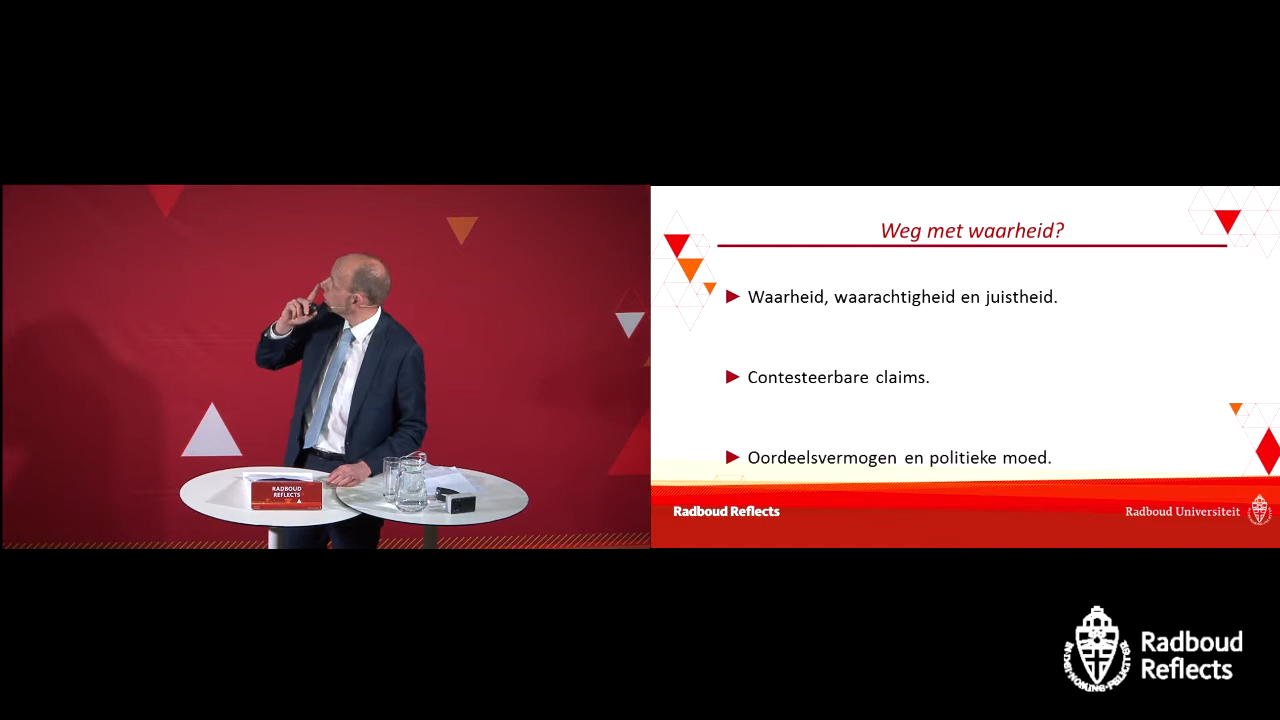 RADBOUD
REFLECTS
Weg met waarheid?
Waarheid, waarachtigheid en juistheid.
Contesteerbare claims.
Oordeelsvermogen en politieke moed.
Radboud Reflects
Radboud Universiteit
Radboud
Reflects